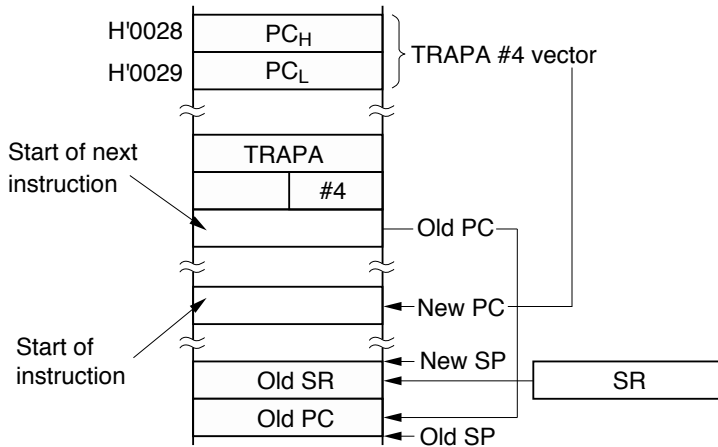 H'0028
PCH
H'0029
PCL
TRAPA #4 vector
TRAPA
Start of next
instruction
#4
Old PC
New PC
Start of
instruction
New SP
Old SR
SR
Old PC
Old SP